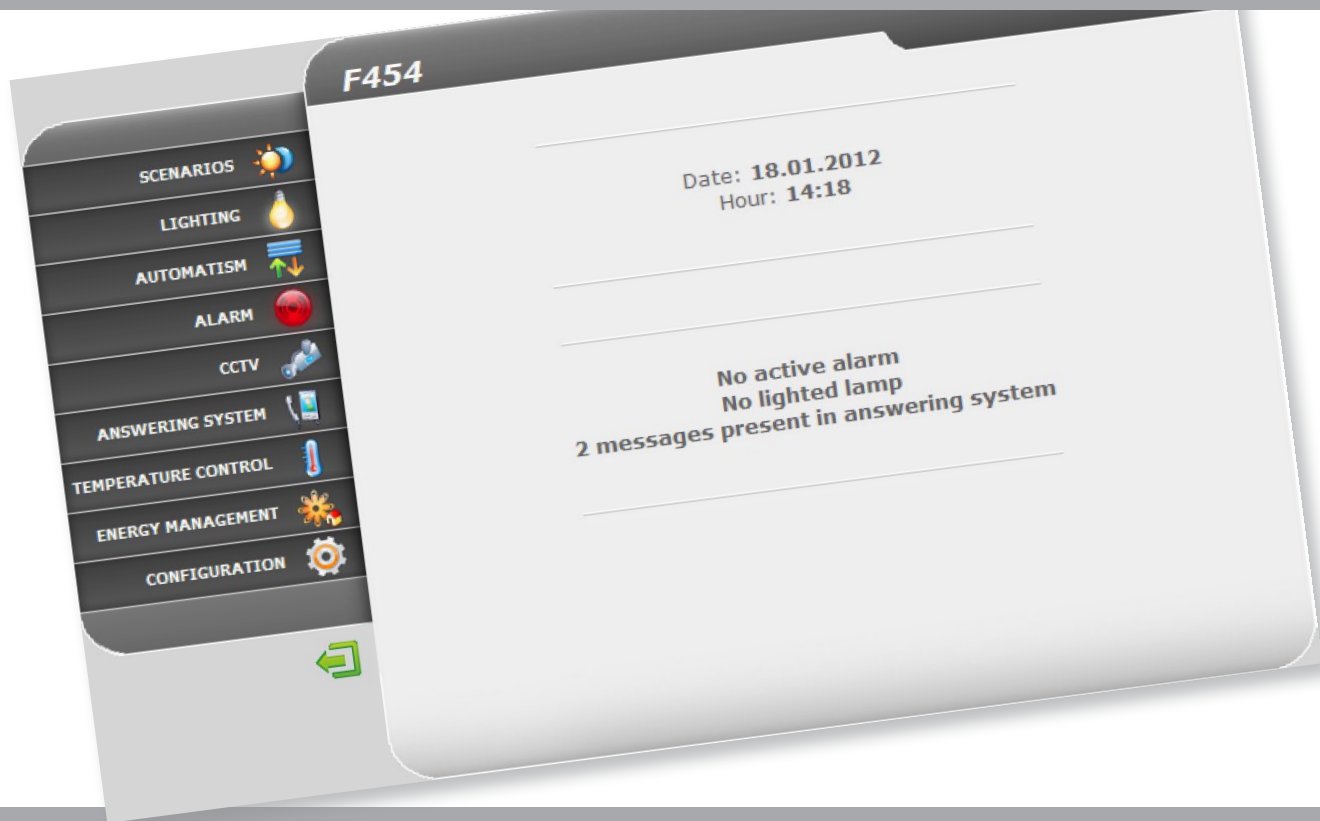 F454
SCENARIOS
LIGHTING
AUTOMATISM
ALARM
CCTV
ANSWERING SYSTEM
TEMPERATURE CONTROL
ENERGY MANAGEMENT
CONFIGURATION
Date: 18.01.2012
Hour: 14:18
No active alarm
No lighted lamp
2 messages present in answering system